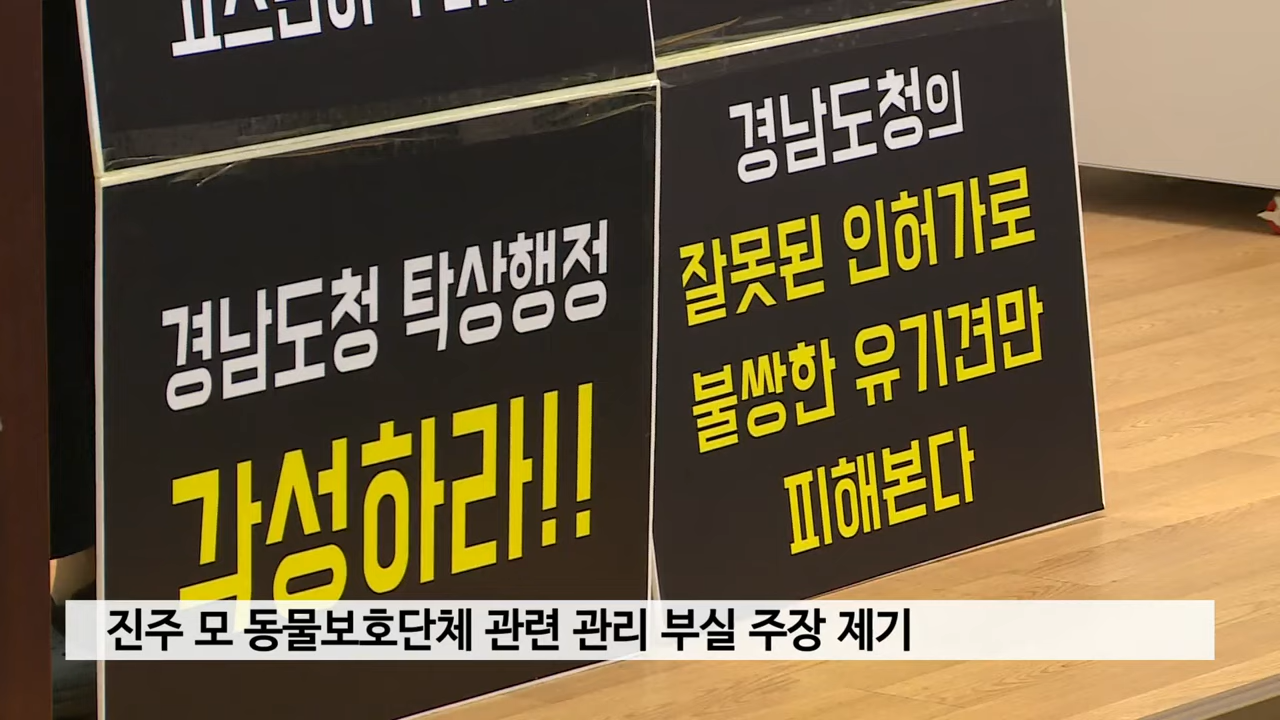 경남도청 탁상행정
각성하라!!
경남도청의
잘못된 인허가로
불쌍한 유기견만
피해본다
진주 모 동물보호단체 관련 관리 부실 주장 제기